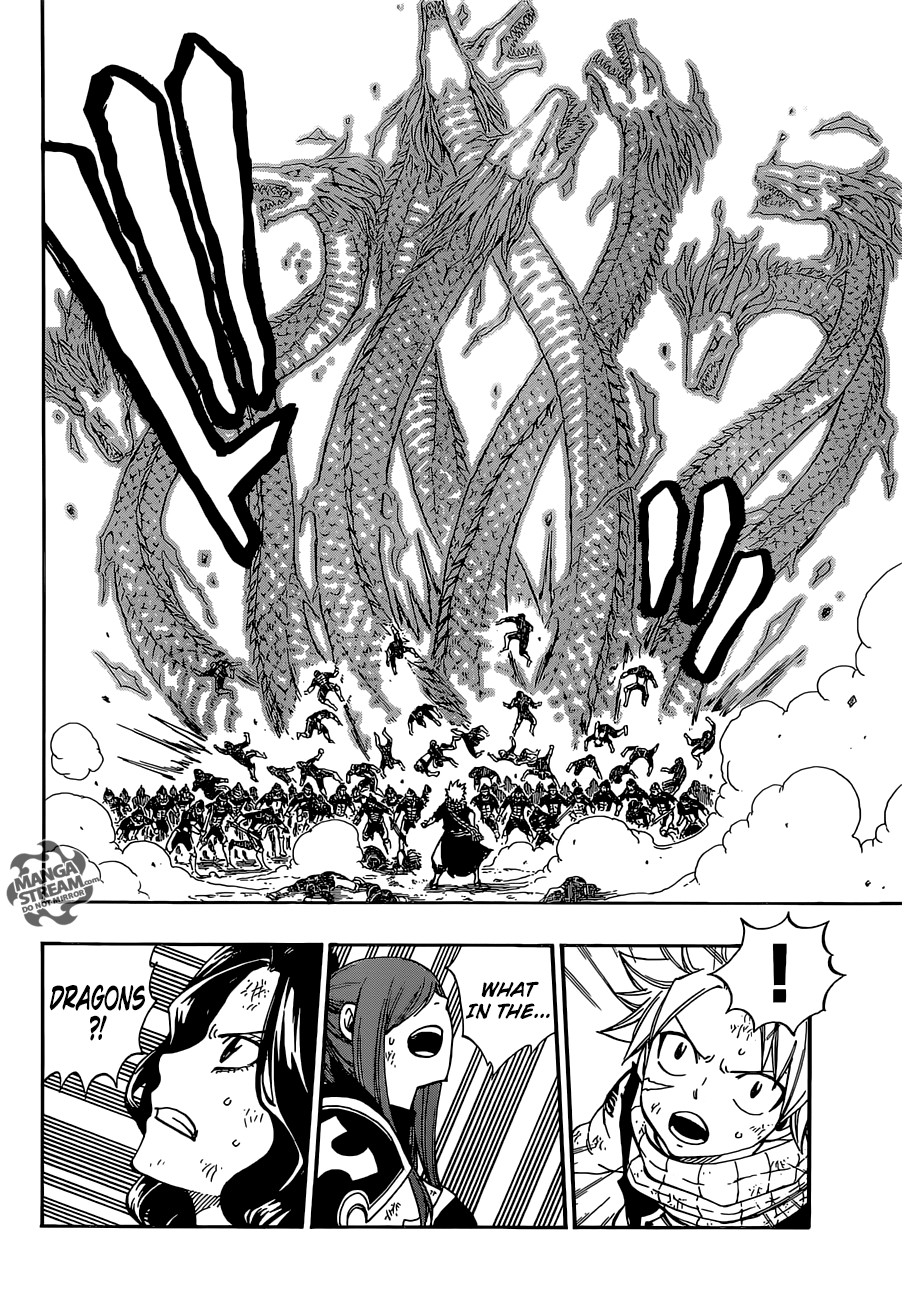 MANGA
STREAM.com
DO NOT MIRROR
!
WHAT
IN THE...
DRAGONS
?!